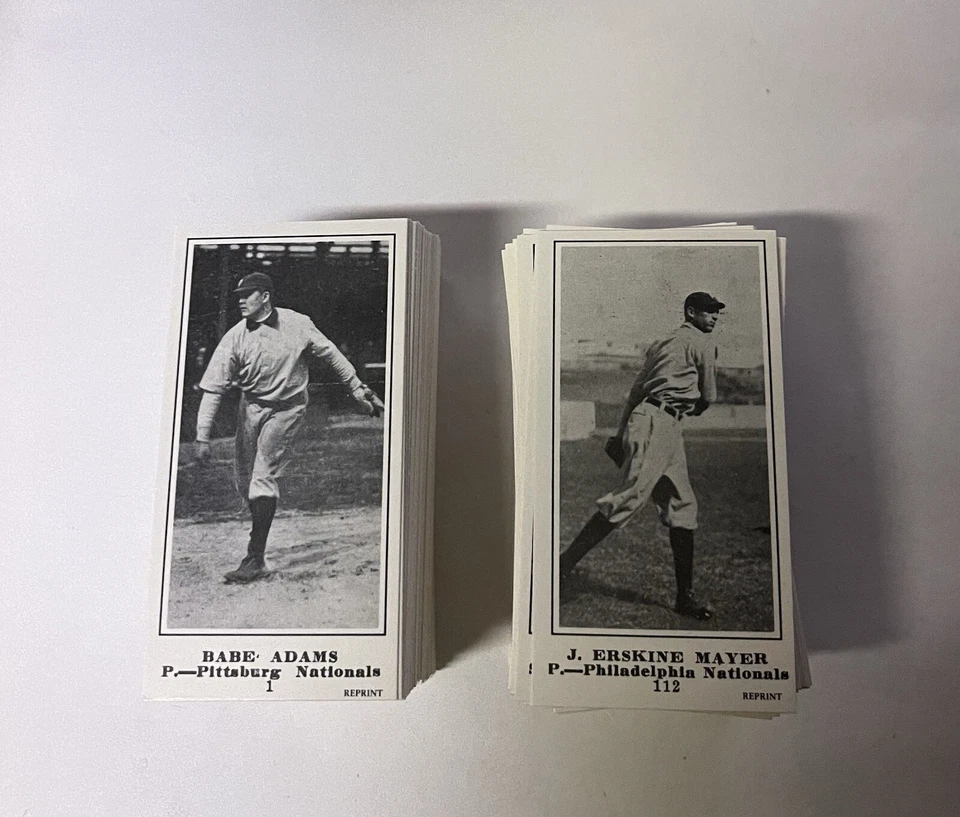 BABE ADAMS
P.—Pittsburg Nationals
1
REPRINT
J. ERSKINE MAYER
P.—Philadelphia Nationals
112
REPRINT